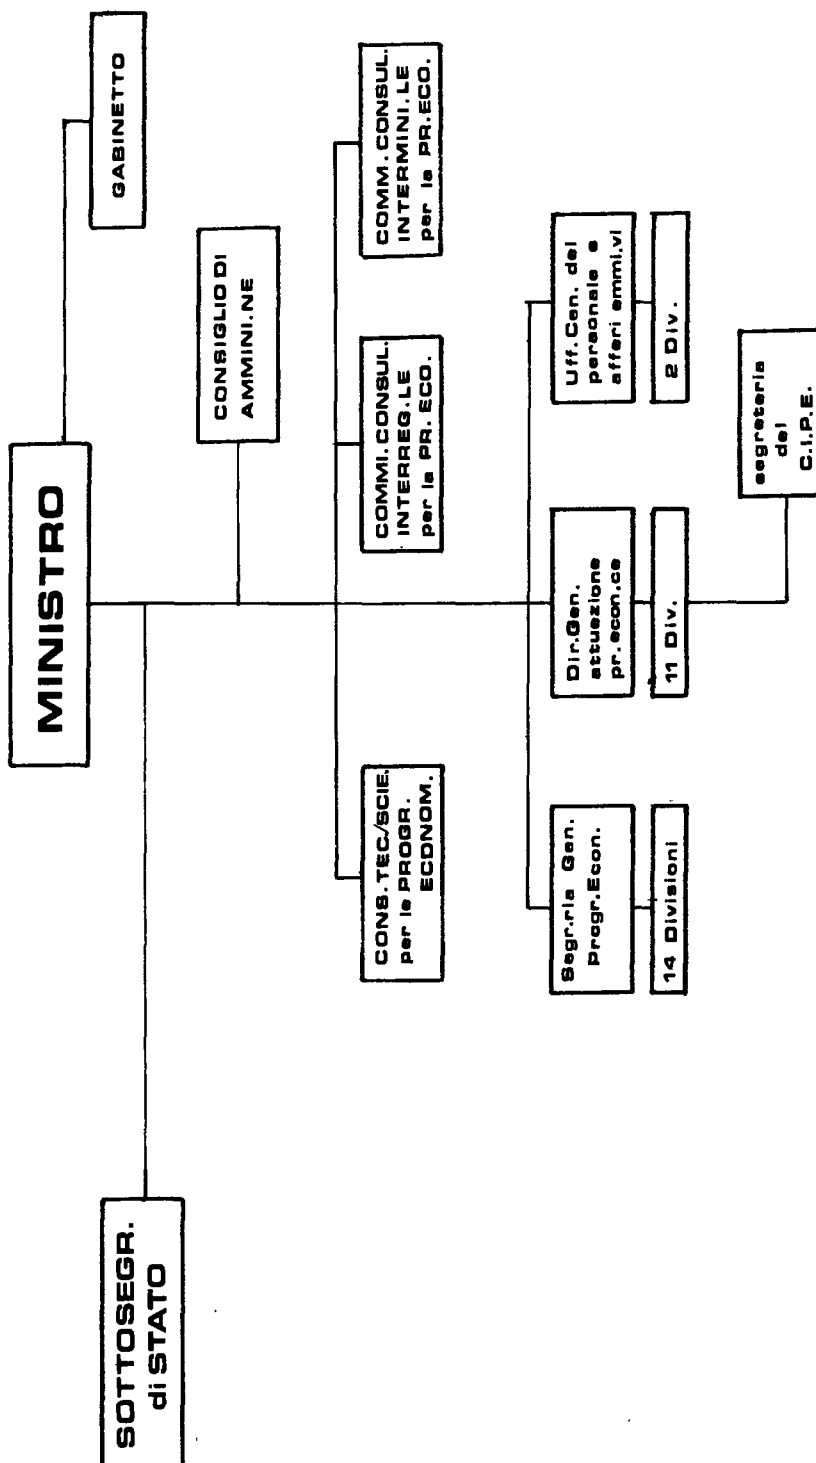 MINISTRO
GABINETTO
SOTTOSEGR.
di STATO
CONSIGLIO DI
AMMINI.NE
CONS.TEC./SCIE.
per le PROGR.
ECONOM.
COMMI.CONSUL.
INTERREG.LE
per la PR.ECO.
COMM.CONSUL.
INTERMINI.LE
per la PR.ECO.
Segr.ria Gen.
Progr.Econ.
14 Divisioni
Dir.Gen.
attuazione
pr.econ.ce
11 Div.
Uff.Cen. del
personale e
affari ammi.vi
2 Div.
segreteria
del
C.I.P.E.